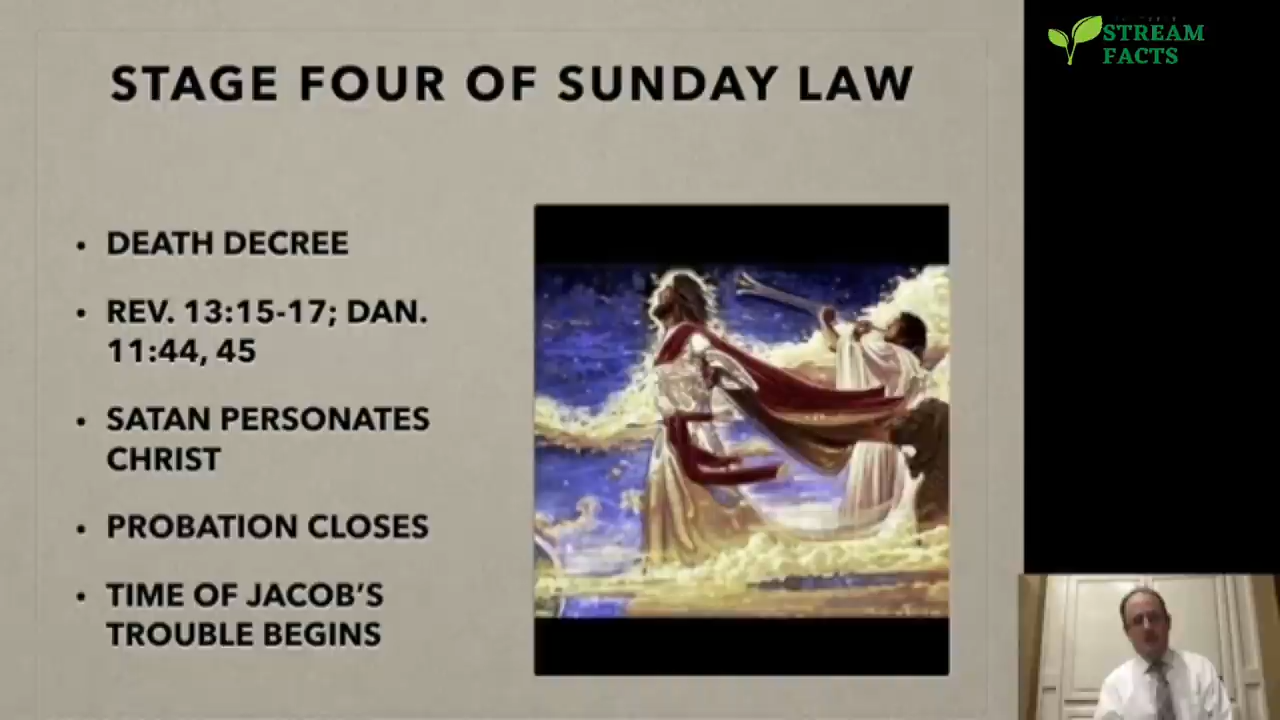 STREAM
FACTS
STAGE FOUR OF SUNDAY LAW
• DEATH DECREE
• REV. 13:15-17; DAN.
11:44, 45
• SATAN PERSONATES
CHRIST
• PROBATION CLOSES
• TIME OF JACOB’S
TROUBLE BEGINS